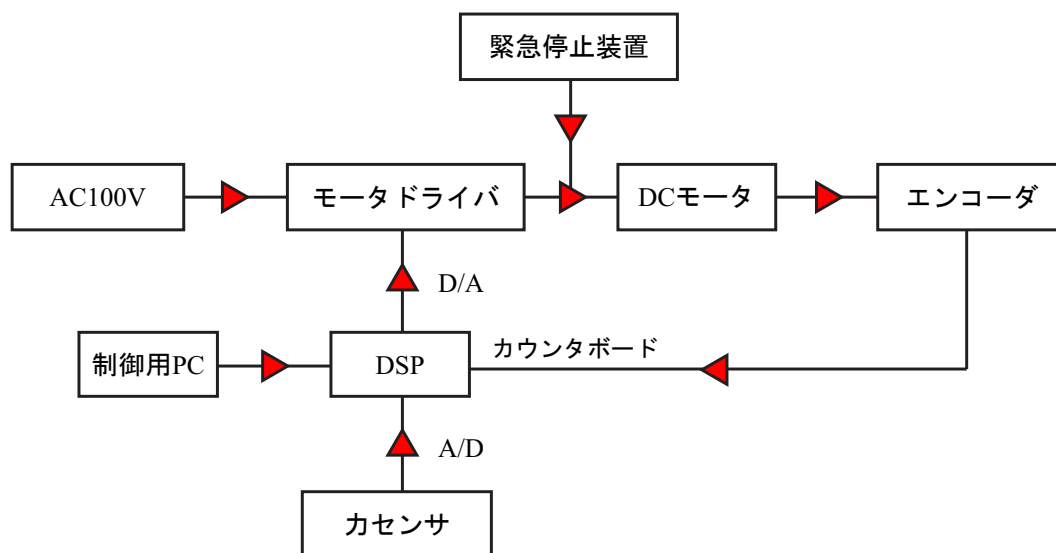 緊急停止装置
AC100V
モータドライバ
DCモータ
エンコーダ
D/A
制御用PC
DSP
カウンタボード
A/D
力センサ